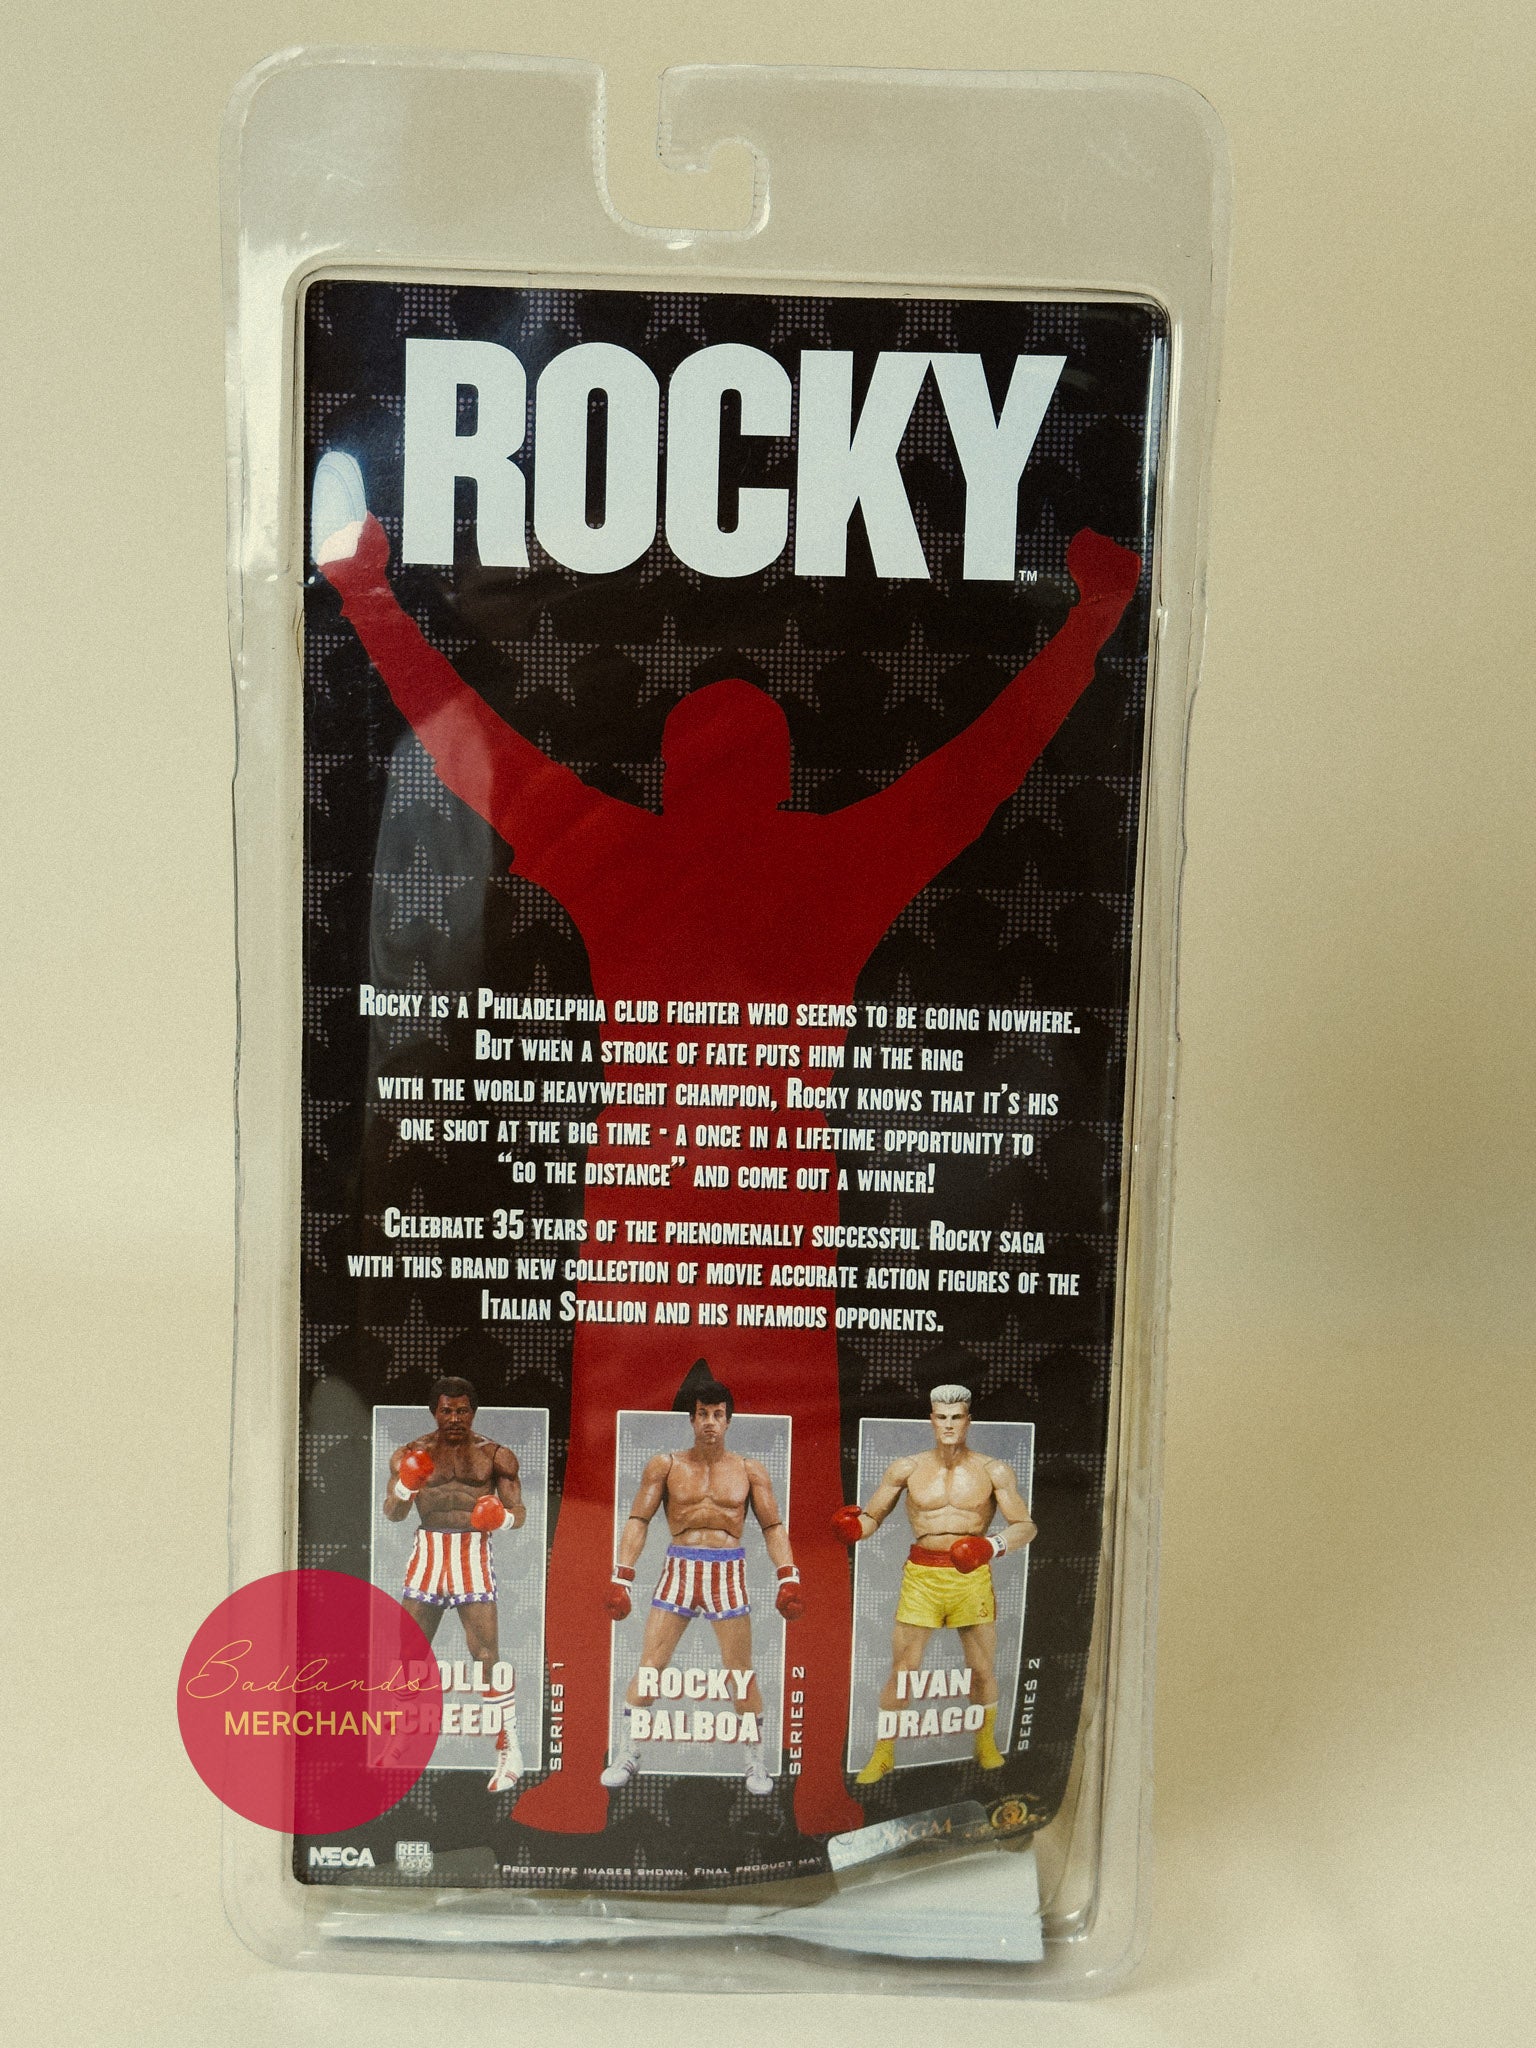 ROCKY™
ROCKY IS A PHILADELPHIA CLUB FIGHTER WHO SEEMS TO BE GOING NOWHERE.
BUT WHEN A STROKE OF FATE PUTS HIM IN THE RING
WITH THE WORLD HEAVYWEIGHT CHAMPION, ROCKY KNOWS THAT IT'S HIS
ONE SHOT AT THE BIG TIME - A ONCE IN A LIFETIME OPPORTUNITY TO
"GO THE DISTANCE" AND COME OUT A WINNER!
CELEBRATE 35 YEARS OF THE PHENOMENALLY SUCCESSFUL ROCKY SAGA
WITH THIS BRAND NEW COLLECTION OF MOVIE ACCURATE ACTION FIGURES OF THE
ITALIAN STALLION AND HIS INFAMOUS OPPONENTS.
APOLLO
CREED
SERIES 1
ROCKY
BALBOA
SERIES 2
IVAN
DRAGO
SERIES 2
Badlands
MERCHANT
NECA
REEL
TOYS
*PROTOTYPE IMAGES SHOWN. FINAL PRODUCT MAY
MGM